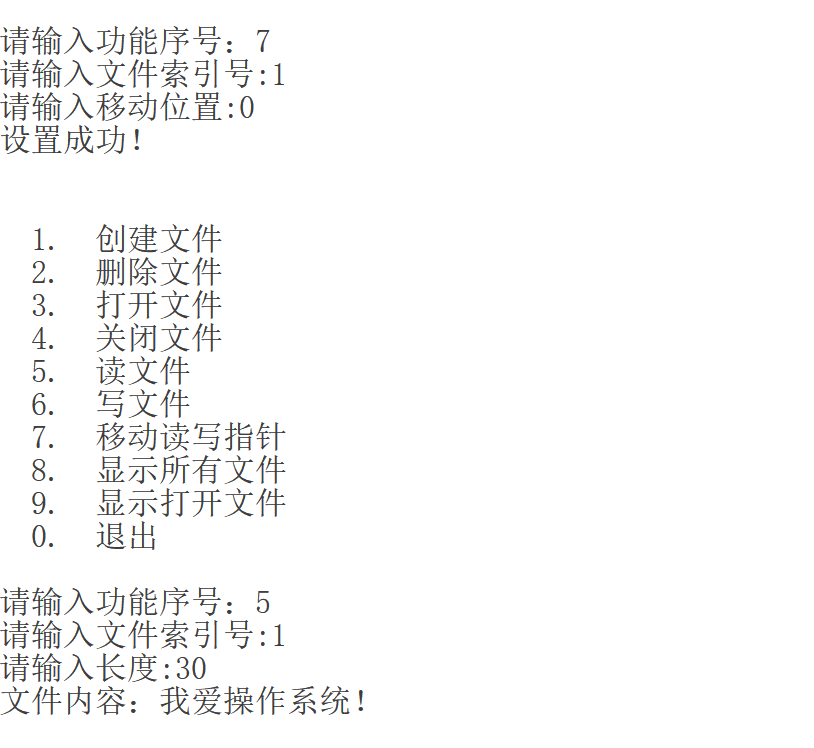 请输入功能序号：7
请输入文件索引号:1
请输入移动位置:0
设置成功!
1. 创建文件
2. 删除文件
3. 打开文件
4. 关闭文件
5. 读文件
6. 写文件
7. 移动读写指针
8. 显示所有文件
9. 显示打开文件
0. 退出
请输入功能序号：5
请输入文件索引号:1
请输入长度:30
文件内容：我爱操作系统!